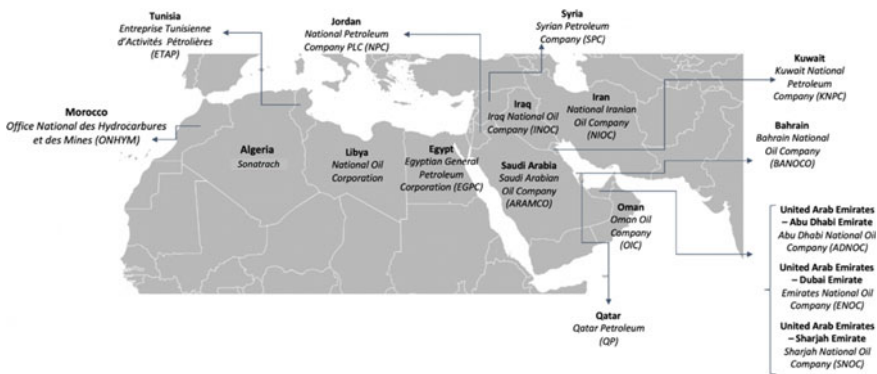 Tunisia
Entreprise Tunisienne
d'Activités Pétrolières
(ETAP)
Jordan
National Petroleum
Company PLC (NPC)
Syria
Syrian Petroleum
Company (SPC)
Kuwait
Kuwait National
Petroleum
Company (KNPC)
Morocco
Office National des Hydrocarbures
et des Mines (ONHYM)
Algeria
Sonatrach
Libya
National Oil
Corporation
Egypt
Egyptian General
Petroleum
Corporation (EGPC)
Iraq
Iraq National Oil
Company (INOC)
Iran
National Iranian
Oil Company
(NIOC)
Saudi Arabia
Saudi Arabian
Oil Company
(ARAMCO)
Oman
Oman Oil
Company
(OIC)
Bahrain
Bahrain National
Oil Company
(BANOCO)
Qatar
Qatar Petroleum
(QP)
United Arab Emirates
– Abu Dhabi Emirate
Abu Dhabi National Oil
Company (ADNOC)
United Arab Emirates
– Dubai Emirate
Emirates National Oil
Company (ENOC)
United Arab Emirates
– Sharjah Emirate
Sharjah National Oil
Company (SNOC)